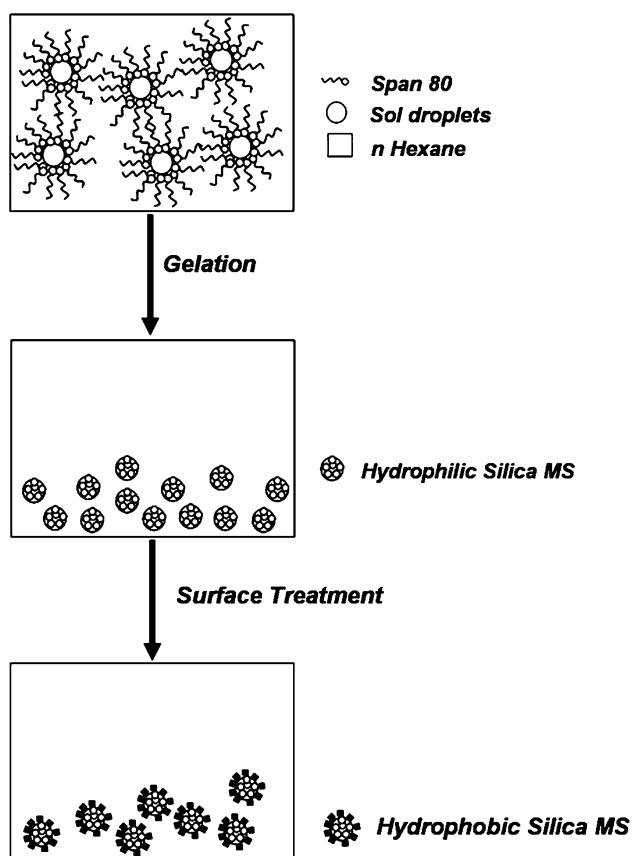 Span 80
Sol droplets
n Hexane
Gelation
Hydrophilic Silica MS
Surface Treatment
Hydrophobic Silica MS